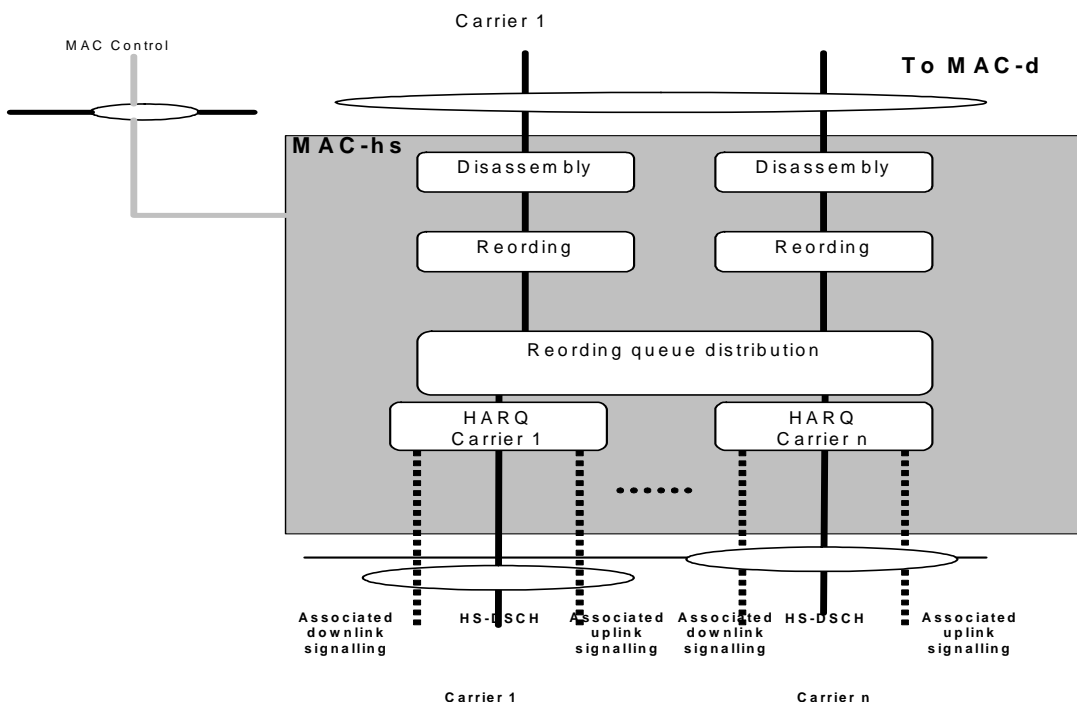 Carrier 1
MAC Control
To MAC-d
MAC-hs
Disassembly
Disassembly
Reording
Reording
Reording queue distribution
HARQ
Carrier 1
HARQ
Carrier n
Associated
downlink
signalling
HS-DSCH
Associated
uplink
signalling
Associated
downlink
signalling
HS-DSCH
Associated
uplink
signalling
Carrier 1
Carrier n